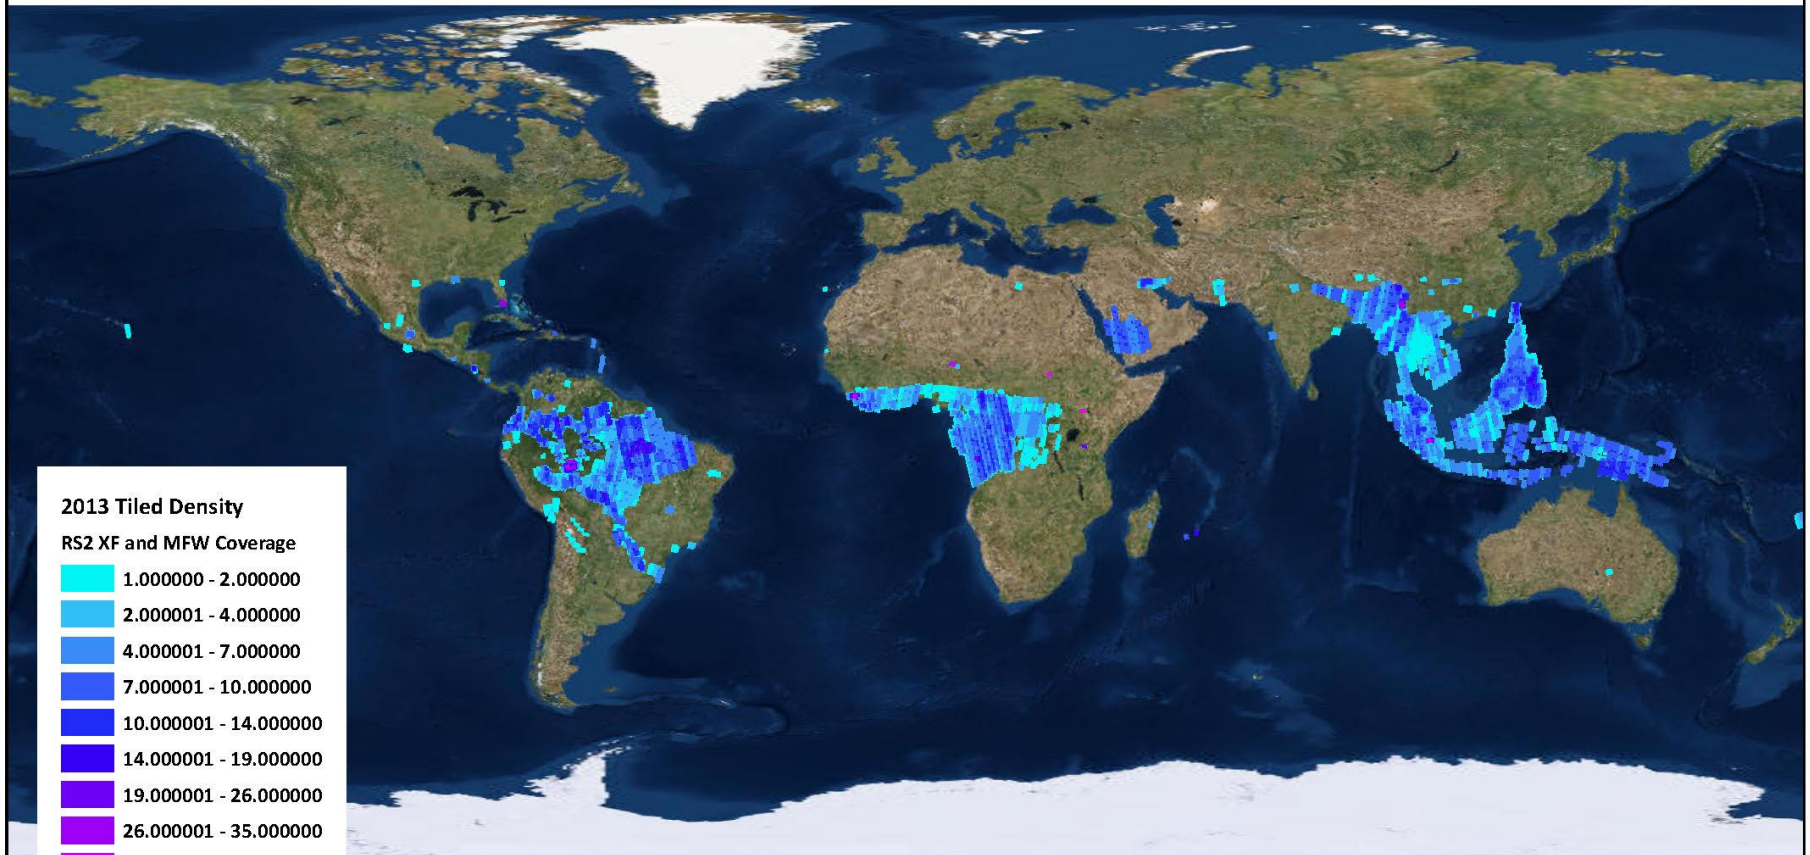 2013 Tiled Density
RS2 XF and MFW Coverage
1.000000 - 2.000000
2.000001 - 4.000000
4.000001 - 7.000000
7.000001 - 10.000000
10.000001 - 14.000000
14.000001 - 19.000000
19.000001 - 26.000000
26.000001 - 35.000000